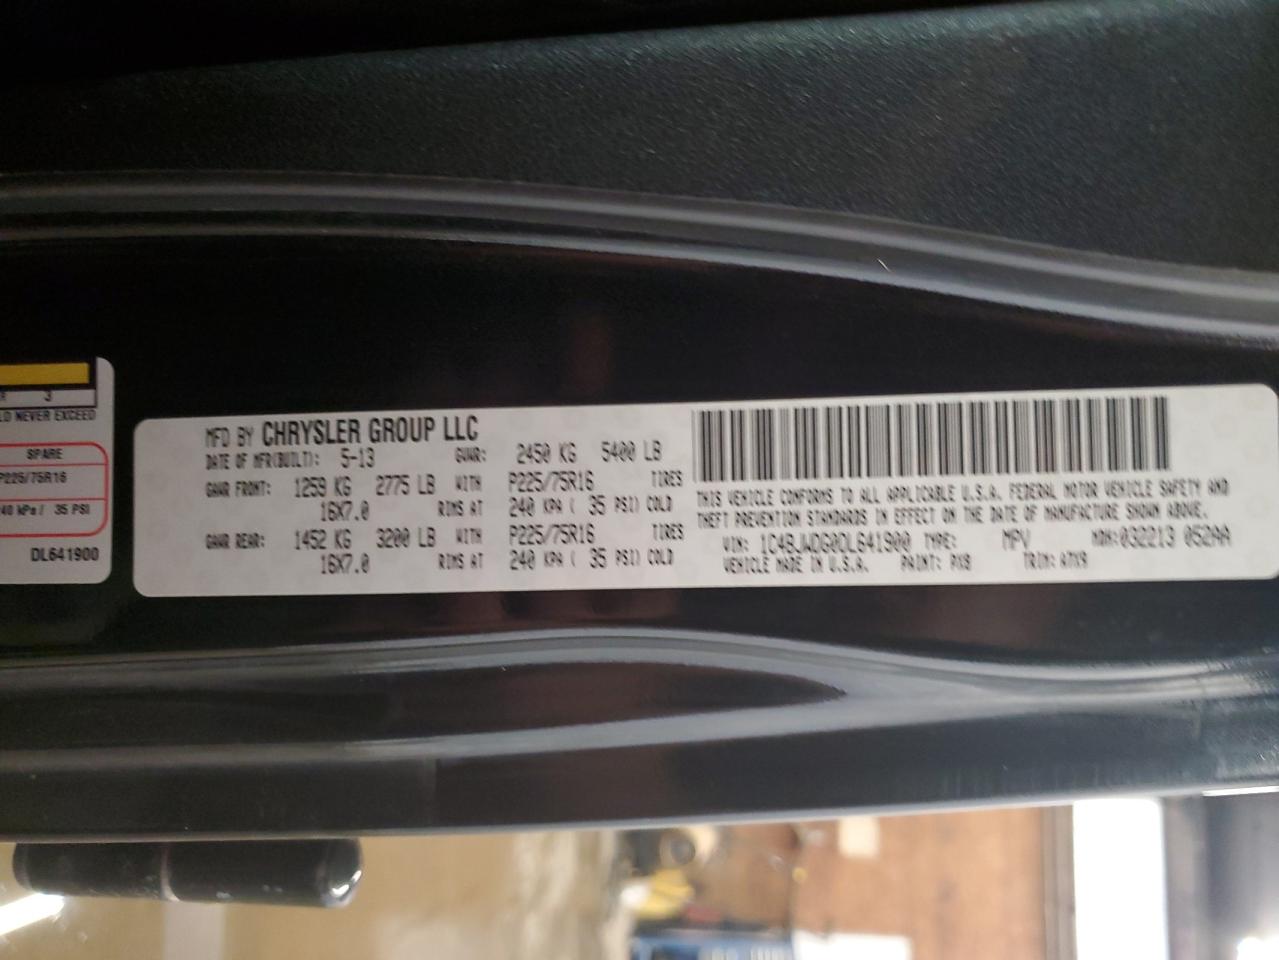 3
LD NEVER EXCEED
SPARE
P225/75R16
240 kPa / 35 PSI
DL641900
MFD BY CHRYSLER GROUP LLC
DATE OF MFR(BUILT): 5-13 GVWR: 2450 KG 5400 LB
GAWR FRONT: 1259 KG 2775 LB WITH P225/75R16 TIRES
16X7.0 RIMS AT 240 KPA ( 35 PSI) COLD
GAWR REAR: 1452 KG 3200 LB WITH P225/75R16 TIRES
16X7.0 RIMS AT 240 KPA ( 35 PSI) COLD
THIS VEHICLE CONFORMS TO ALL APPLICABLE U.S.A. FEDERAL MOTOR VEHICLE SAFETY AND
THEFT PREVENTION STANDARDS IN EFFECT ON THE DATE OF MANUFACTURE SHOWN ABOVE.
VIN: 1C4BJWDG0DL641900 TYPE: MPV MDH:032213 052AA
VEHICLE MADE IN U.S.A. PAINT: PX8 TRIM: ATX9